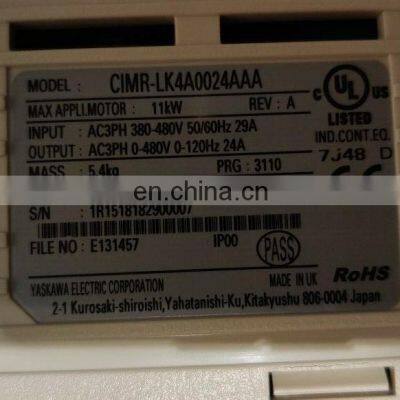 MODEL : CIMR-LK4A0024AAA
MAX APPLI.MOTOR : 11kW REV : A
INPUT : AC3PH 380-480V 50/60Hz 29A
OUTPUT : AC3PH 0-480V 0-120Hz 24A
MASS : 5.4kg PRG : 3110
S/N : 1R1518182900007
FILE NO : E131457 IP00
PASS
YASKAWA ELECTRIC CORPORATION MADE IN UK
2-1 Kurosaki-shiroishi,Yahatanishi-Ku,Kitakyushu 806-0004 Japan
C UL US
LISTED
IND.CONT.EQ.
7J48 D
CE
RoHS
en.china.cn